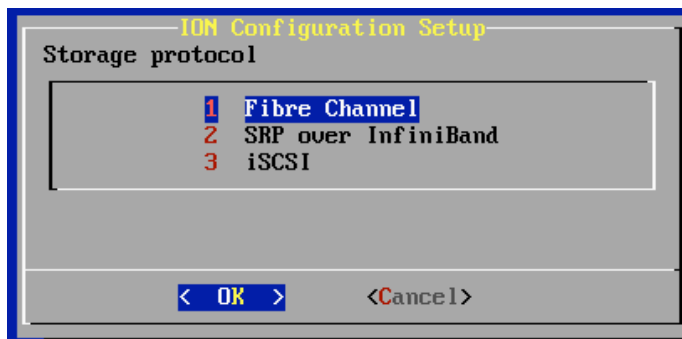 ION Configuration Setup
Storage protocol
1 Fibre Channel
2 SRP over InfiniBand
3 iSCSI
< OK > <Cancel>